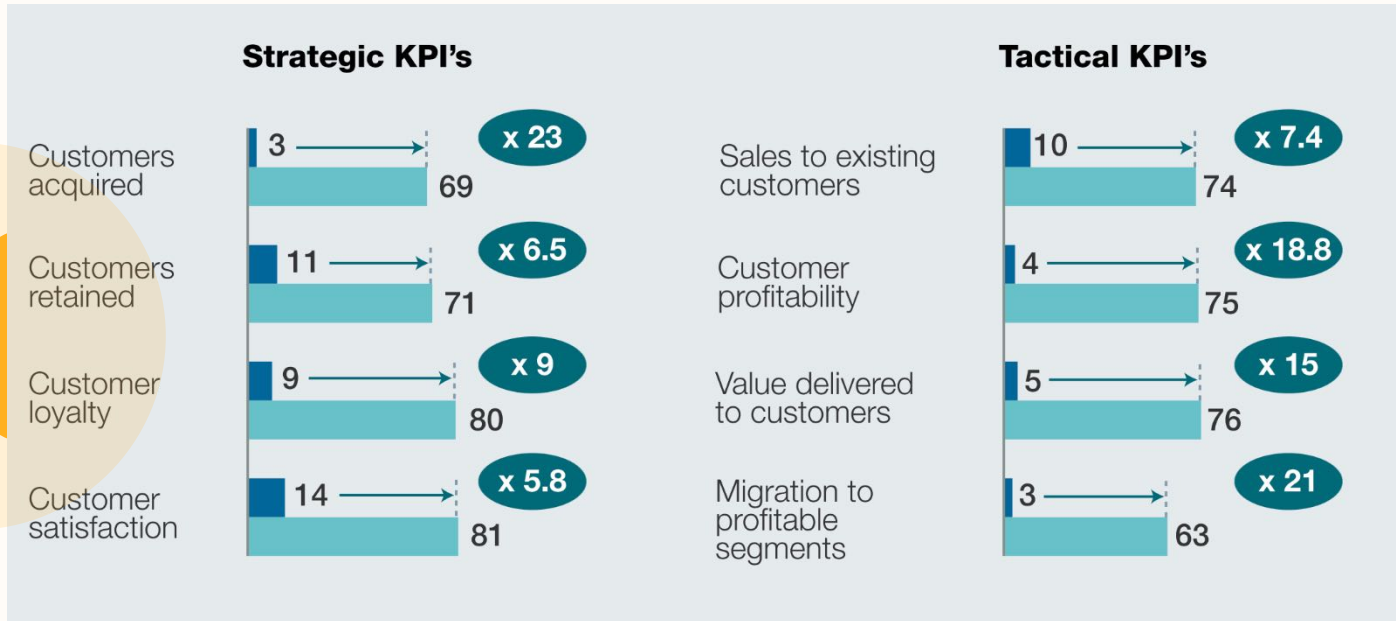 Strategic KPI's
Customers
acquired
3
69
x 23
Customers
retained
11
71
x 6.5
Customer
loyalty
9
80
x 9
Customer
satisfaction
14
81
x 5.8
Tactical KPI's
Sales to existing
customers
10
74
x 7.4
Customer
profitability
4
75
x 18.8
Value delivered
to customers
5
76
x 15
Migration to
profitable
segments
3
63
x 21